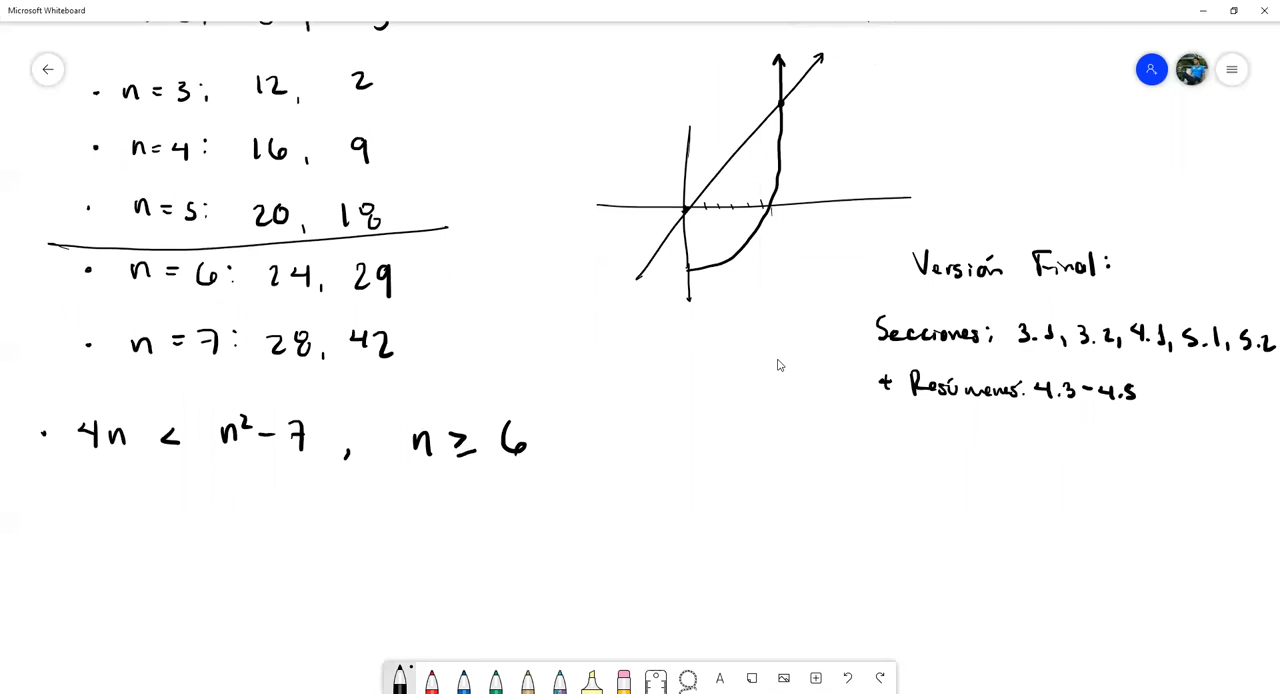 Microsoft Whiteboard
· n = 3: 12, 2
· n = 4: 16, 9
· n = 5: 20, 18
· n = 6: 24, 29
· n = 7: 28, 42
· 4n < n² - 7, n ≥ 6
Versión Final:
Secciones: 3.1, 3.2, 4.1, 5.1, 5.2
+ Resúmenes: 4.3 - 4.5
A